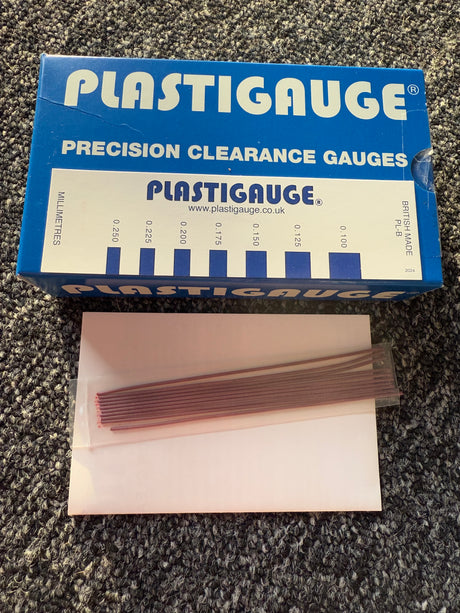 PLASTIGAUGE®
PRECISION CLEARANCE GAUGES
PLASTIGAUGE®
www.plastigauge.co.uk
MILLIMETRES
0.250
0.225
0.200
0.175
0.150
0.125
0.100
BRITISH MADE
PL-B
2024